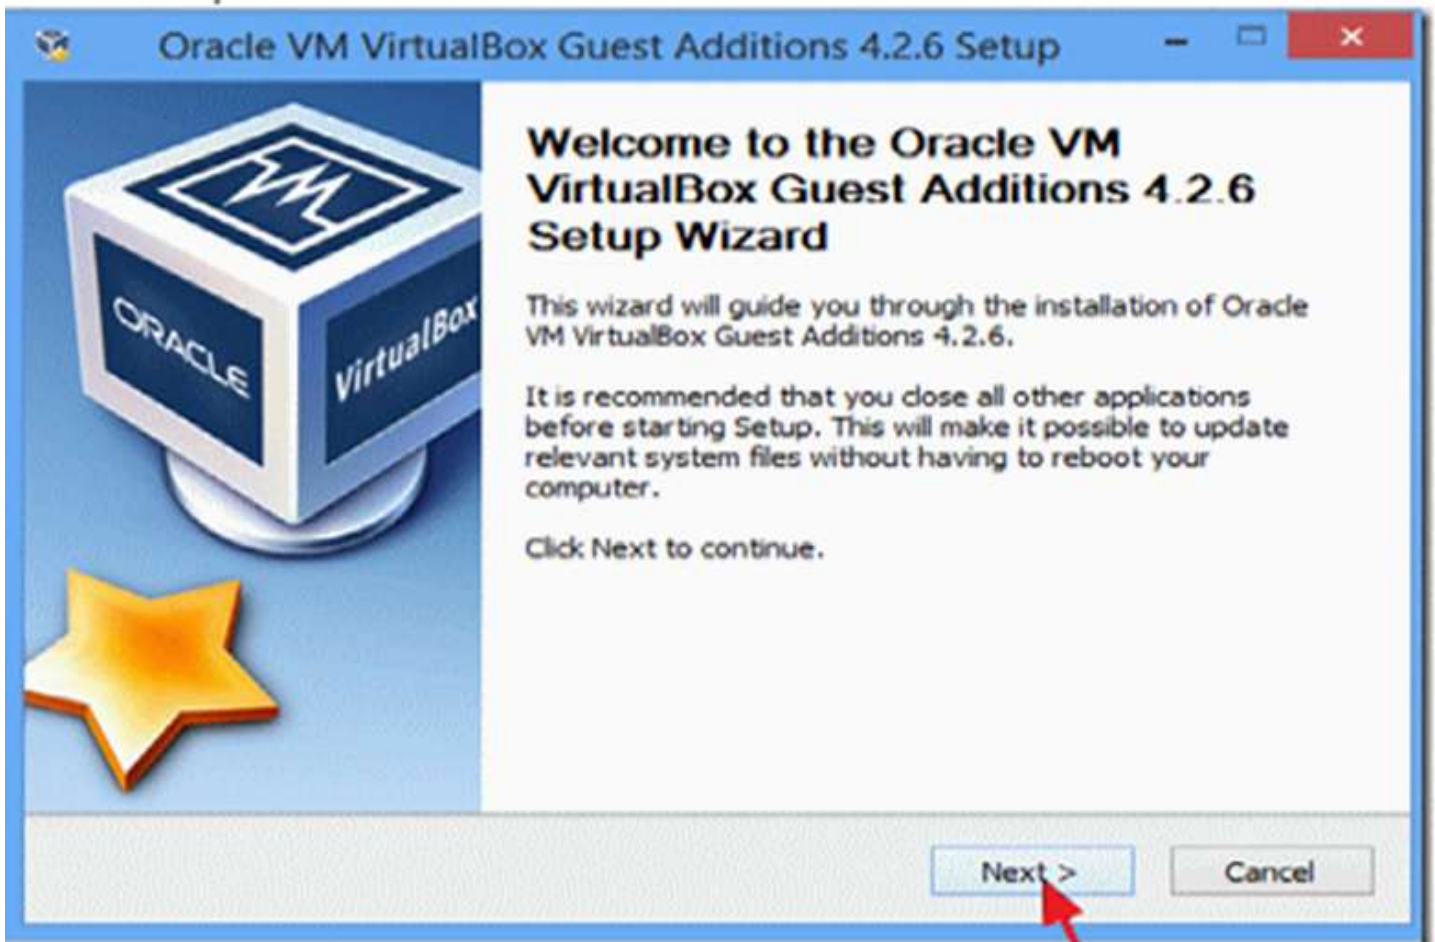 Oracle VM VirtualBox Guest Additions 4.2.6 Setup
Welcome to the Oracle VM
VirtualBox Guest Additions 4.2.6
Setup Wizard
This wizard will guide you through the installation of Oracle
VM VirtualBox Guest Additions 4.2.6.
It is recommended that you close all other applications
before starting Setup. This will make it possible to update
relevant system files without having to reboot your
computer.
Click Next to continue.
ORACLE
VirtualBox
Next >
Cancel